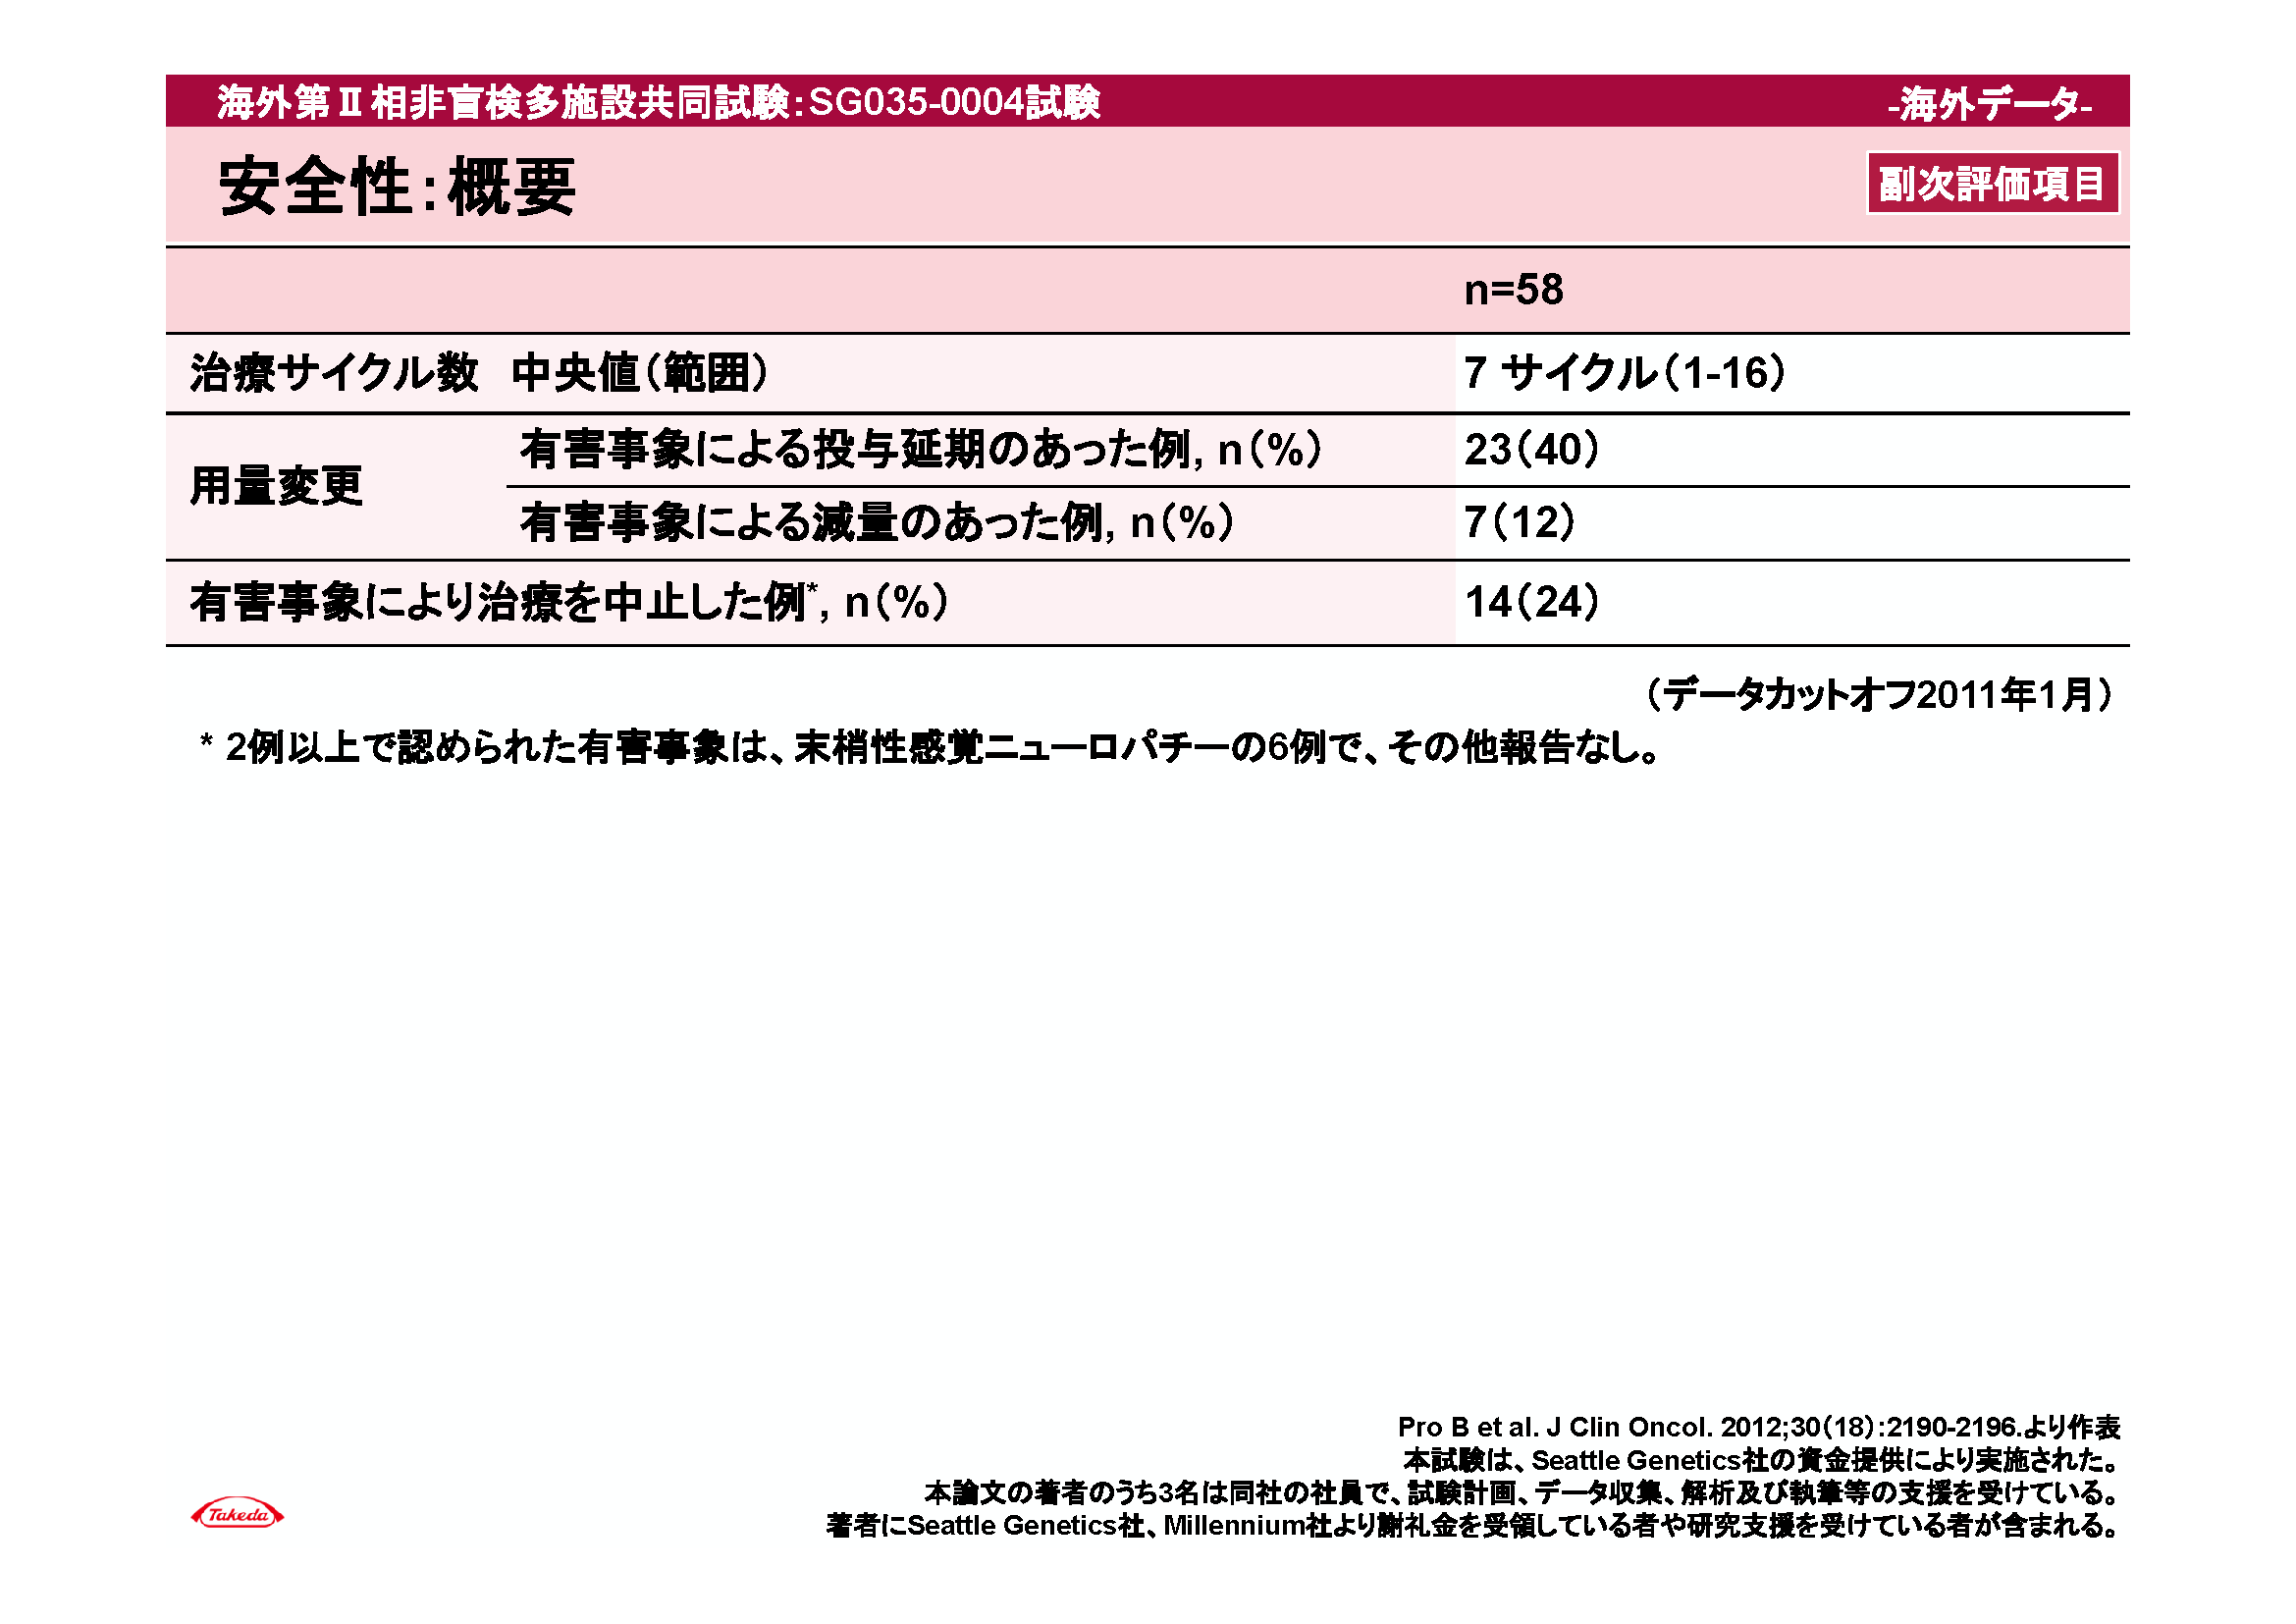 海外第Ⅱ相非盲検多施設共同試験：SG035-0004試験
-海外データ-
安全性：概要
副次評価項目
n=58
治療サイクル数　中央値（範囲）
7 サイクル（1-16）
用量変更
有害事象による投与延期のあった例, n（%）
23（40）
有害事象による減量のあった例, n（%）
7（12）
有害事象により治療を中止した例*, n（%）
14（24）
（データカットオフ2011年1月）
* 2例以上で認められた有害事象は、末梢性感覚ニューロパチーの6例で、その他報告なし。
Pro B et al. J Clin Oncol. 2012;30（18）:2190-2196.より作表
本試験は、Seattle Genetics社の資金提供により実施された。
本論文の著者のうち3名は同社の社員で、試験計画、データ収集、解析及び執筆等の支援を受けている。
著者にSeattle Genetics社、Millennium社より謝礼金を受領している者や研究支援を受けている者が含まれる。
Takeda